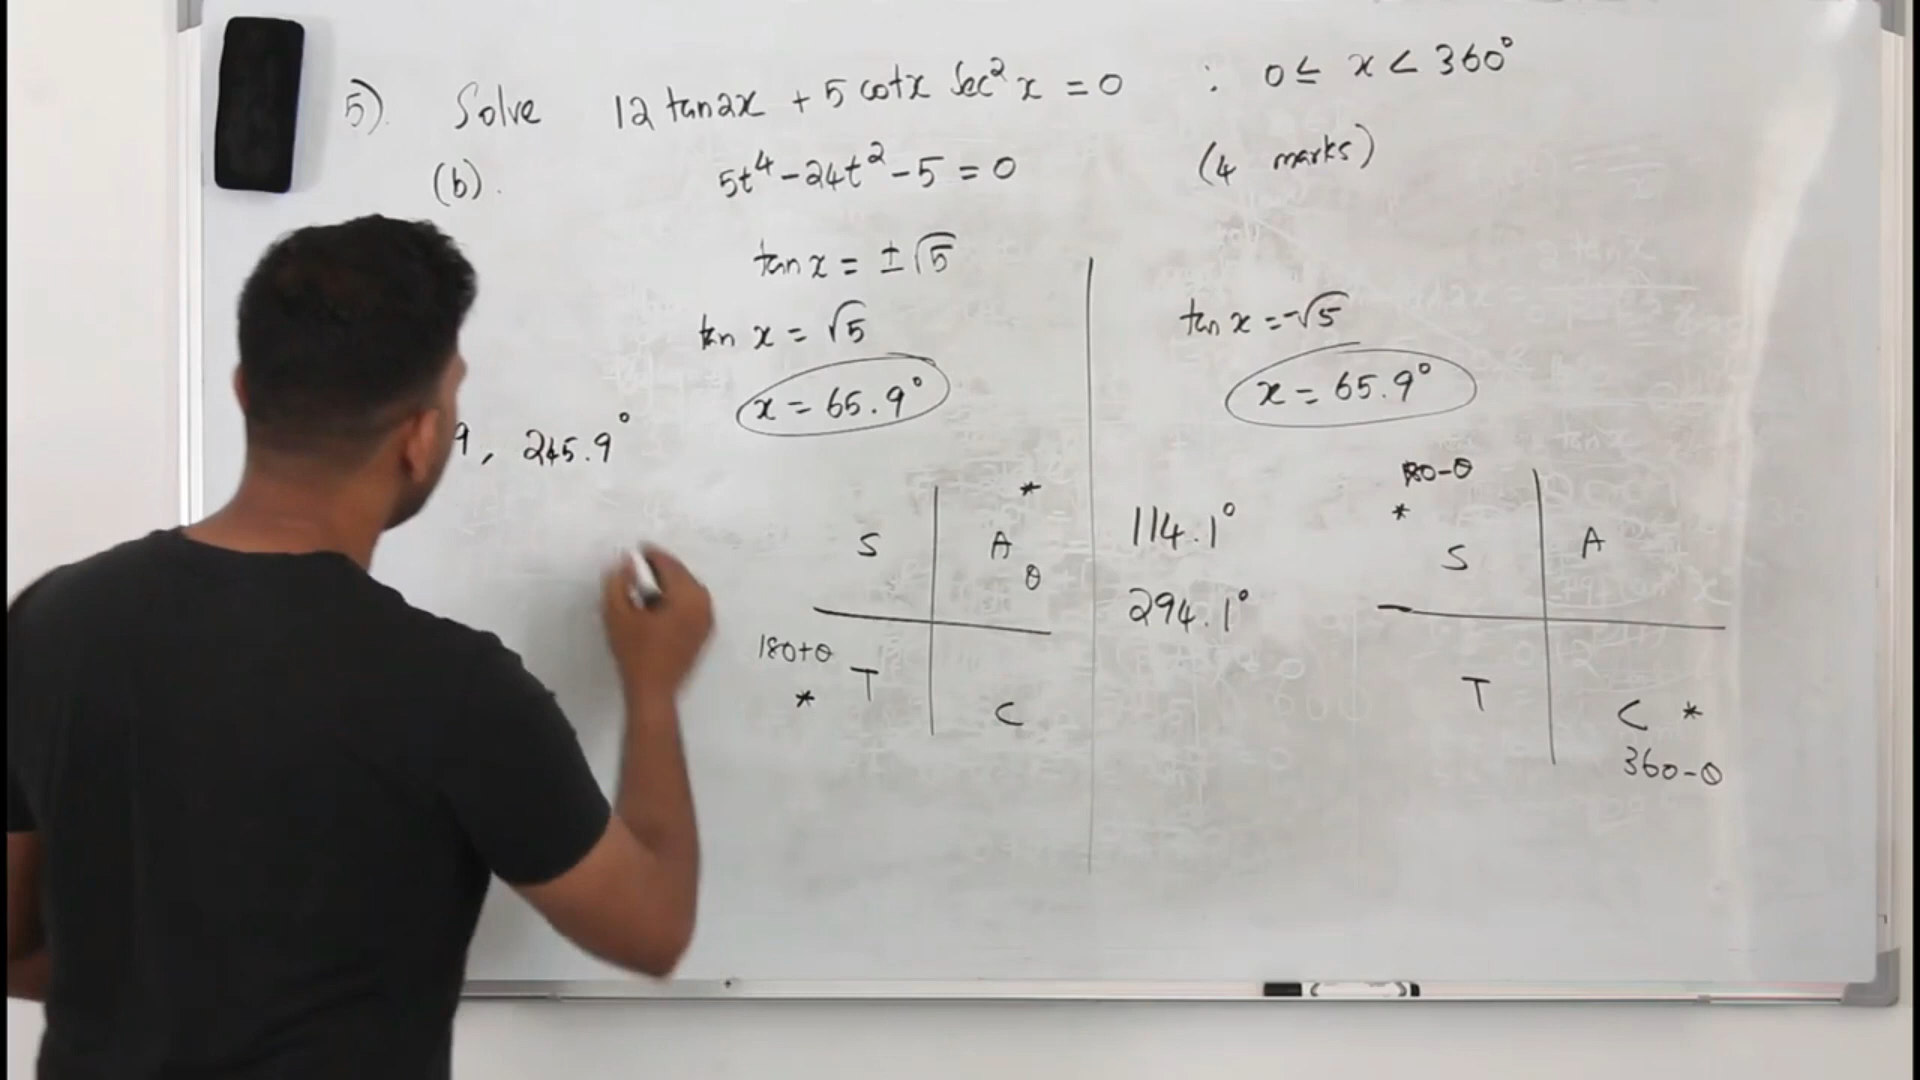 5). Solve 12 tan2x + 5 cotx Sec² x = 0 : 0 ≤ x < 360°
(b). 5t⁴ - 24t² - 5 = 0 (4 marks)
tan x = ± √5
tan x = √5
x = 65.9°
9, 245.9°
*
S A
θ
180+θ
* T
C
tan x = -√5
x = 65.9°
180-θ
*
114.1°
S A
294.1°
T
C *
360-θ